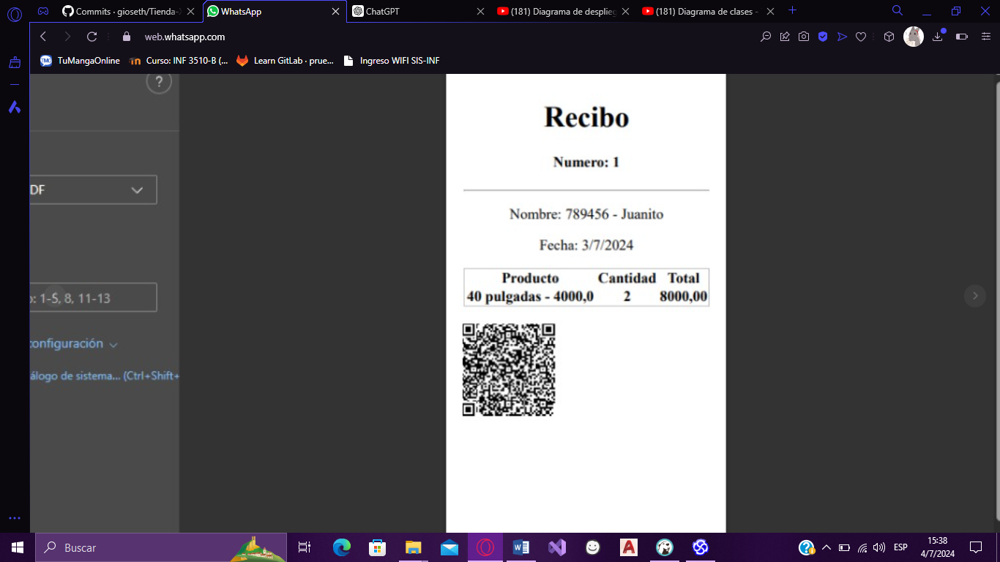 Commits · gioseth/Tienda-
WhatsApp
ChatGPT
(181) Diagrama de desplieg
(181) Diagrama de clases -
web.whatsapp.com
TuMangaOnline
Curso: INF 3510-B (...
Learn GitLab · prue...
Ingreso WIFI SIS-INF
?
DF
o: 1-5, 8, 11-13
configuración
álogo de sistema... (Ctrl+Shift+
Recibo
Numero: 1
Nombre: 789456 - Juanito
Fecha: 3/7/2024
Producto Cantidad Total
40 pulgadas - 4000,0 2 8000,00
Buscar
ESP
15:38
4/7/2024